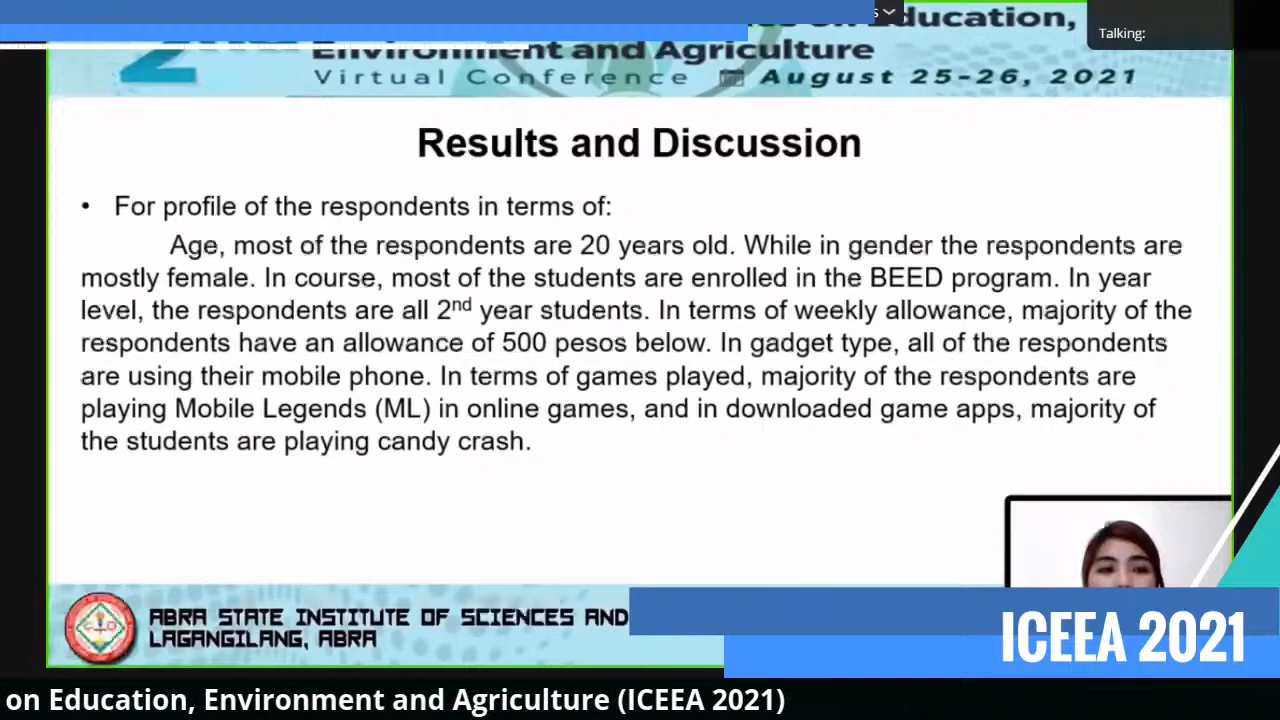 ducation,
Talking:
Environment and Agriculture
2
Virtual Conference August 25-26, 2021
Results and Discussion
• For profile of the respondents in terms of:
Age, most of the respondents are 20 years old. While in gender the respondents are
mostly female. In course, most of the students are enrolled in the BEED program. In year
level, the respondents are all 2nd year students. In terms of weekly allowance, majority of the
respondents have an allowance of 500 pesos below. In gadget type, all of the respondents
are using their mobile phone. In terms of games played, majority of the respondents are
playing Mobile Legends (ML) in online games, and in downloaded game apps, majority of
the students are playing candy crash.
ABRA STATE INSTITUTE OF SCIENCES AND
LAGANGILANG, ABRA
ICEEA 2021
on Education, Environment and Agriculture (ICEEA 2021)